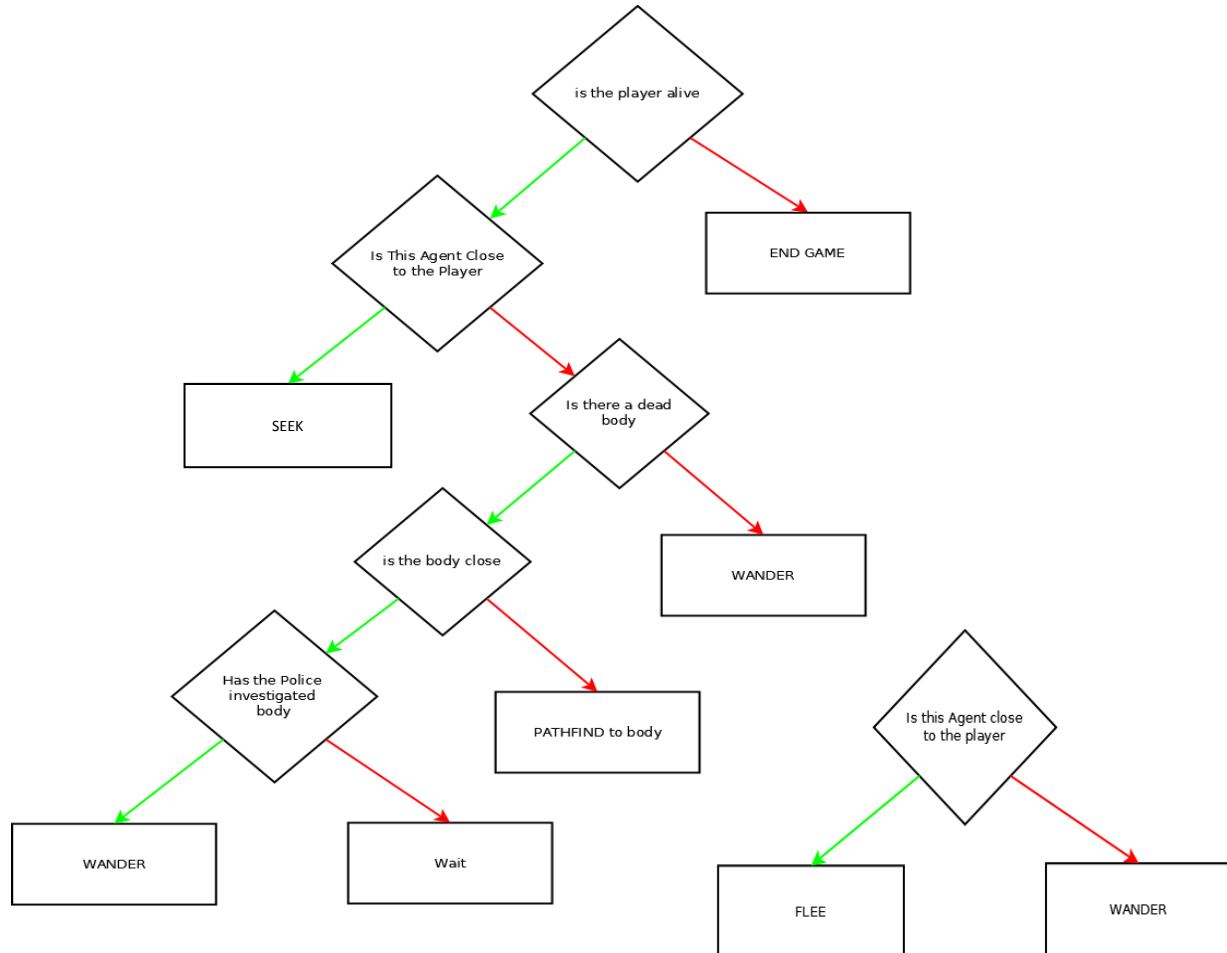 is the player alive
END GAME
Is This Agent Close
to the Player
SEEK
Is there a dead
body
is the body close
WANDER
Has the Police
investigated
body
PATHFIND to body
Is this Agent close
to the player
WANDER
Wait
FLEE
WANDER